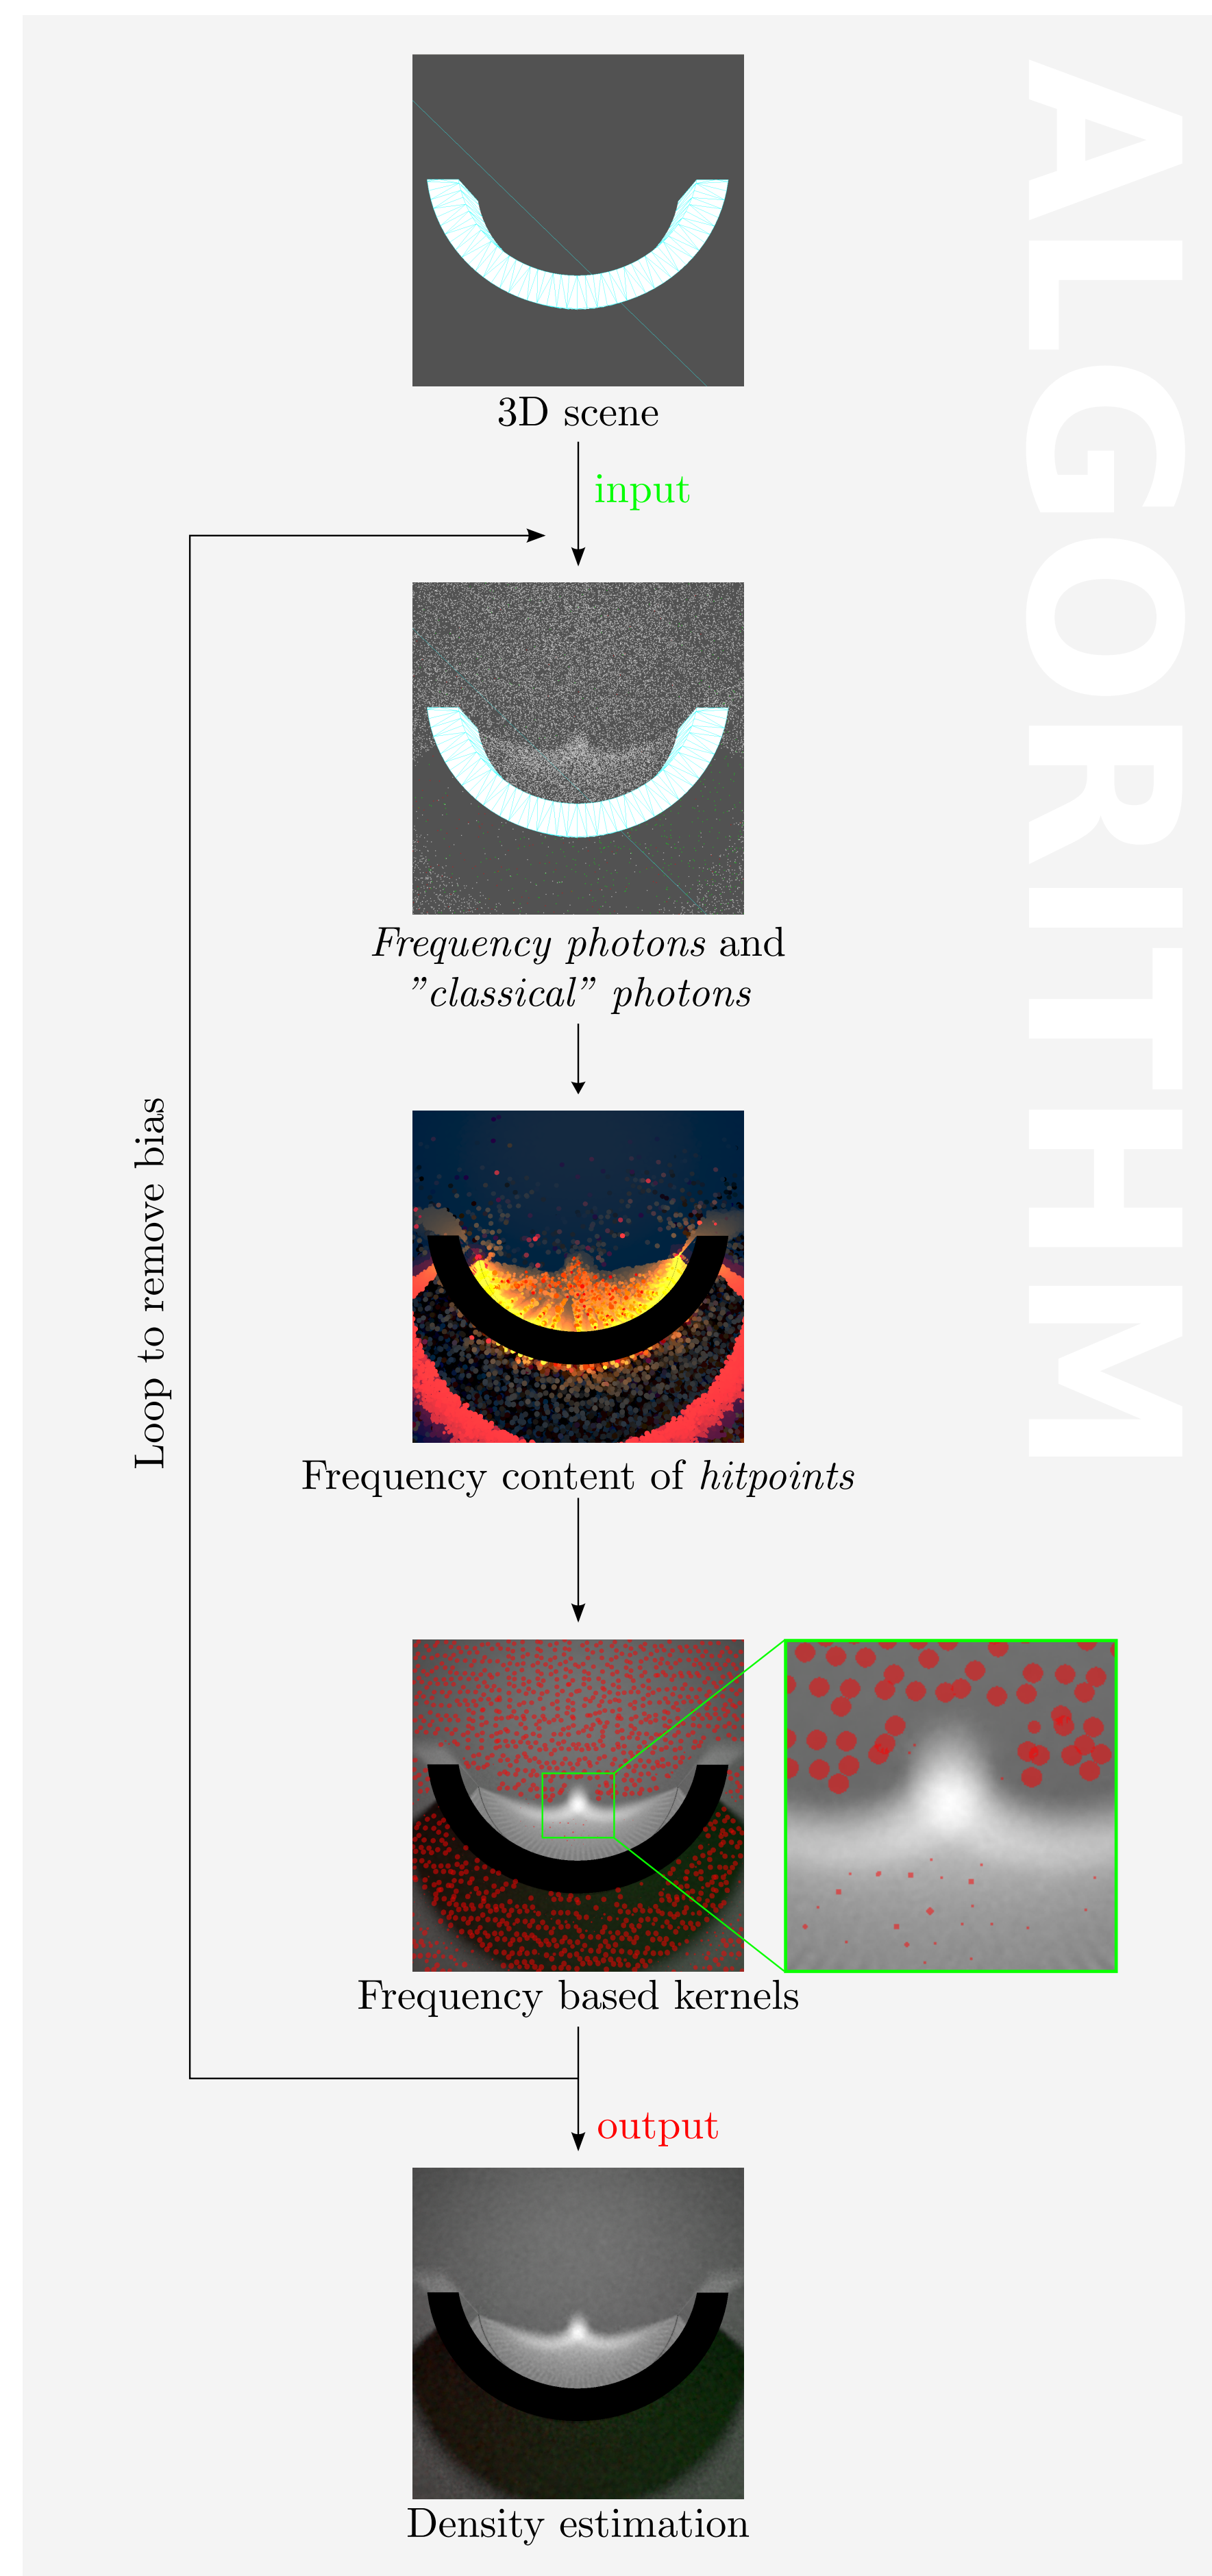 ALGORITHM
3D scene
input
Frequency photons and
"classical" photons
Frequency content of hitpoints
Loop to remove bias
Frequency based kernels
output
Density estimation